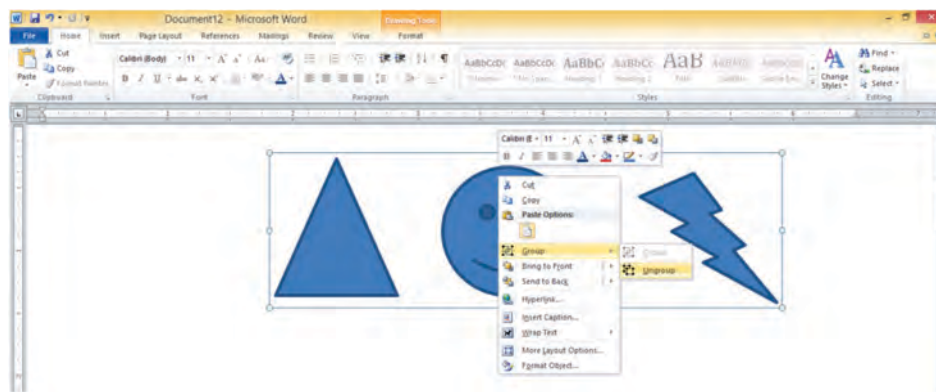 Document12 - Microsoft Word
Drawing Tools
File Home Insert Page Layout References Mailings Review View Format
Cut
Copy
Format Painter
Paste
Clipboard
Calibri (Body) 11
Font
Paragraph
AaBbCcDc AaBbCcDc AaBbC AaBbCc AaB
Change Styles
Styles
Find
Replace
Select
Editing
Calibri (E 11
Cut
Copy
Paste Options:
Group
Bring to Front
Send to Back
Hyperlink...
Insert Caption...
Wrap Text
More Layout Options...
Format Object...
Group
Ungroup